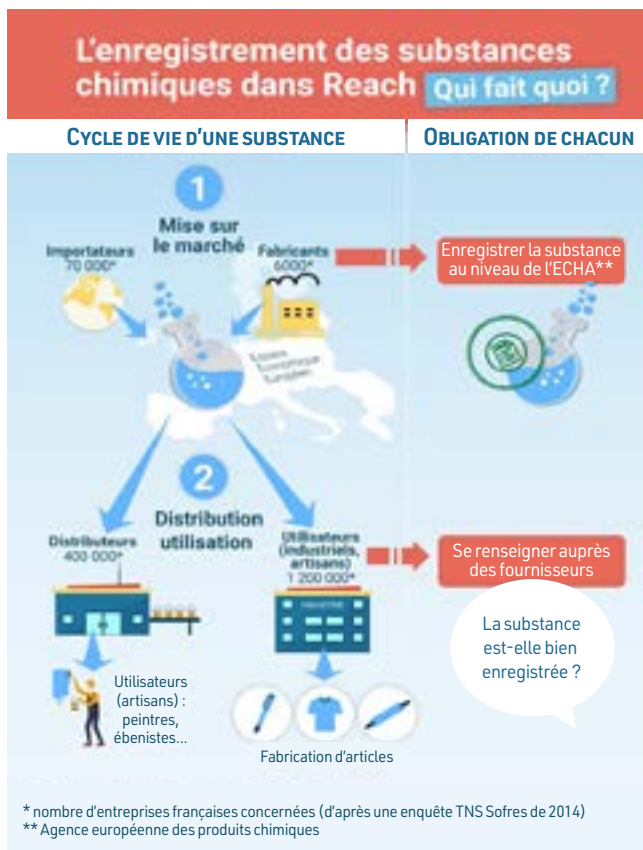 L'enregistrement des substances
chimiques dans Reach Qui fait quoi ?
CYCLE DE VIE D'UNE SUBSTANCE
OBLIGATION DE CHACUN
1
Mise sur
le marché
Importateurs
70 000*
Fabricants
6000*
Enregistrer la substance
au niveau de l'ECHA**
Espace
Économique
Européen
2
Distribution
utilisation
Distributeurs
400 000*
Utilisateurs
(industriels,
artisans)
1 200 000*
Se renseigner auprès
des fournisseurs
La substance
est-elle bien
enregistrée ?
Utilisateurs
(artisans) :
peintres,
ébenistes...
Fabrication d'articles
* nombre d'entreprises françaises concernées (d'après une enquête TNS Sofres de 2014)
** Agence européenne des produits chimiques